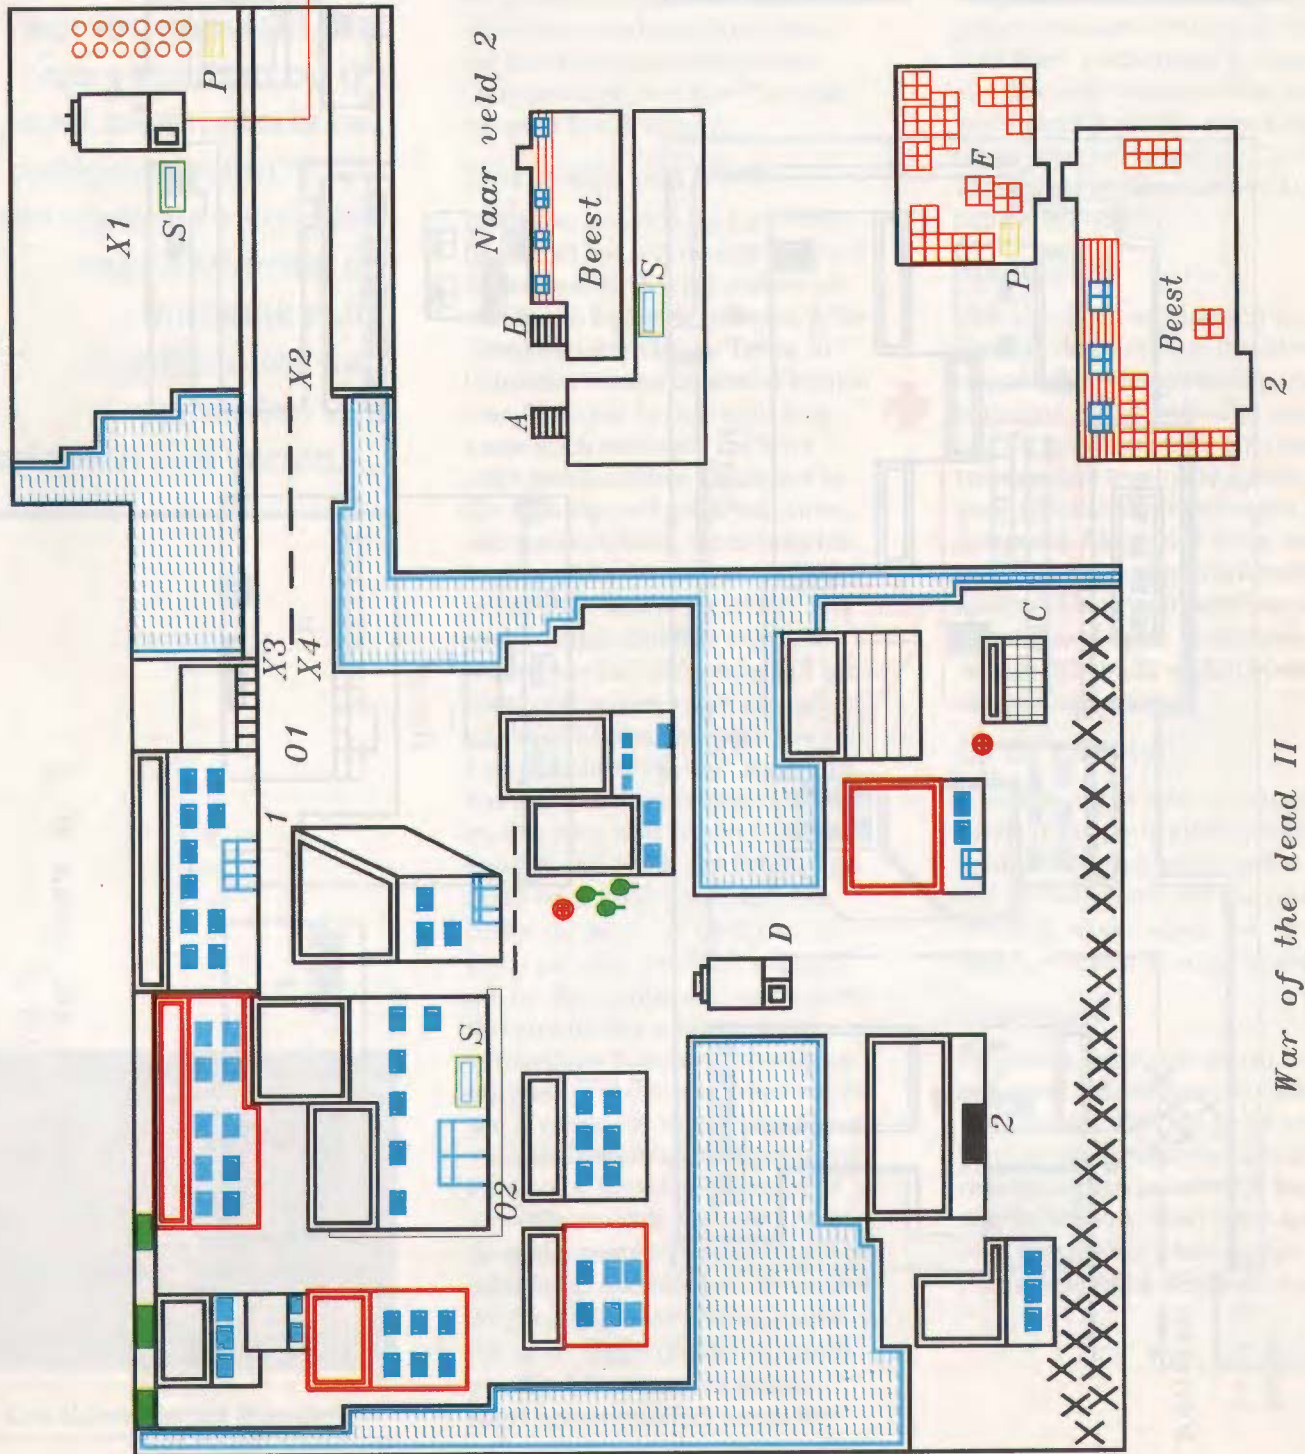 X1
S
P
1
X3
X2
01
X4
S
Naar veld 2
02
A
B
Beest
S
D
E
2
P
C
Beest
2
War of the dead II